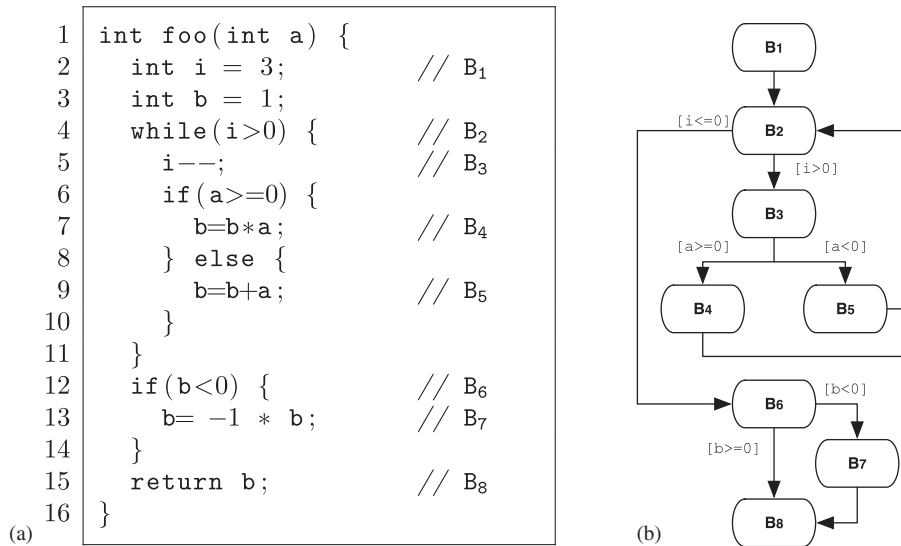 1 int foo(int a) {
2 int i = 3; // B₁
3 int b = 1;
4 while(i>0) { // B₂
5 i--; // B₃
6 if(a>=0) {
7 b=b*a; // B₄
8 } else {
9 b=b+a; // B₅
10 }
11 }
12 if(b<0) { // B₆
13 b= -1 * b; // B₇
14 }
15 return b; // B₈
16 }
(a)
B1
[i<=0]
B2
[i>0]
B3
[a>=0]
[a<0]
B4
B5
B6
[b<0]
[b>=0]
B7
B8
(b)